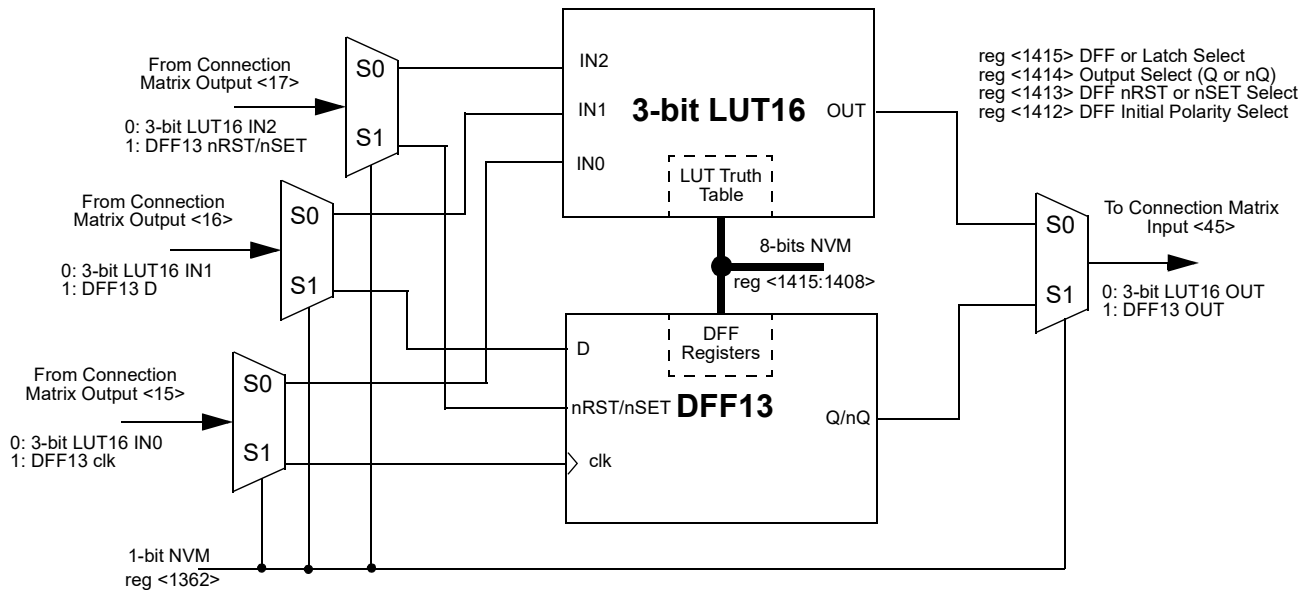 From Connection
Matrix Output <17>
0: 3-bit LUT16 IN2
1: DFF13 nRST/nSET
S0
S1
From Connection
Matrix Output <16>
0: 3-bit LUT16 IN1
1: DFF13 D
S0
S1
From Connection
Matrix Output <15>
0: 3-bit LUT16 IN0
1: DFF13 clk
S0
S1
1-bit NVM
reg <1362>
IN2
IN1
IN0
3-bit LUT16
OUT
LUT Truth
Table
8-bits NVM
reg <1415:1408>
DFF
Registers
D
nRST/nSET
DFF13
clk
Q/nQ
reg <1415> DFF or Latch Select
reg <1414> Output Select (Q or nQ)
reg <1413> DFF nRST or nSET Select
reg <1412> DFF Initial Polarity Select
S0
S1
To Connection Matrix
Input <45>
0: 3-bit LUT16 OUT
1: DFF13 OUT